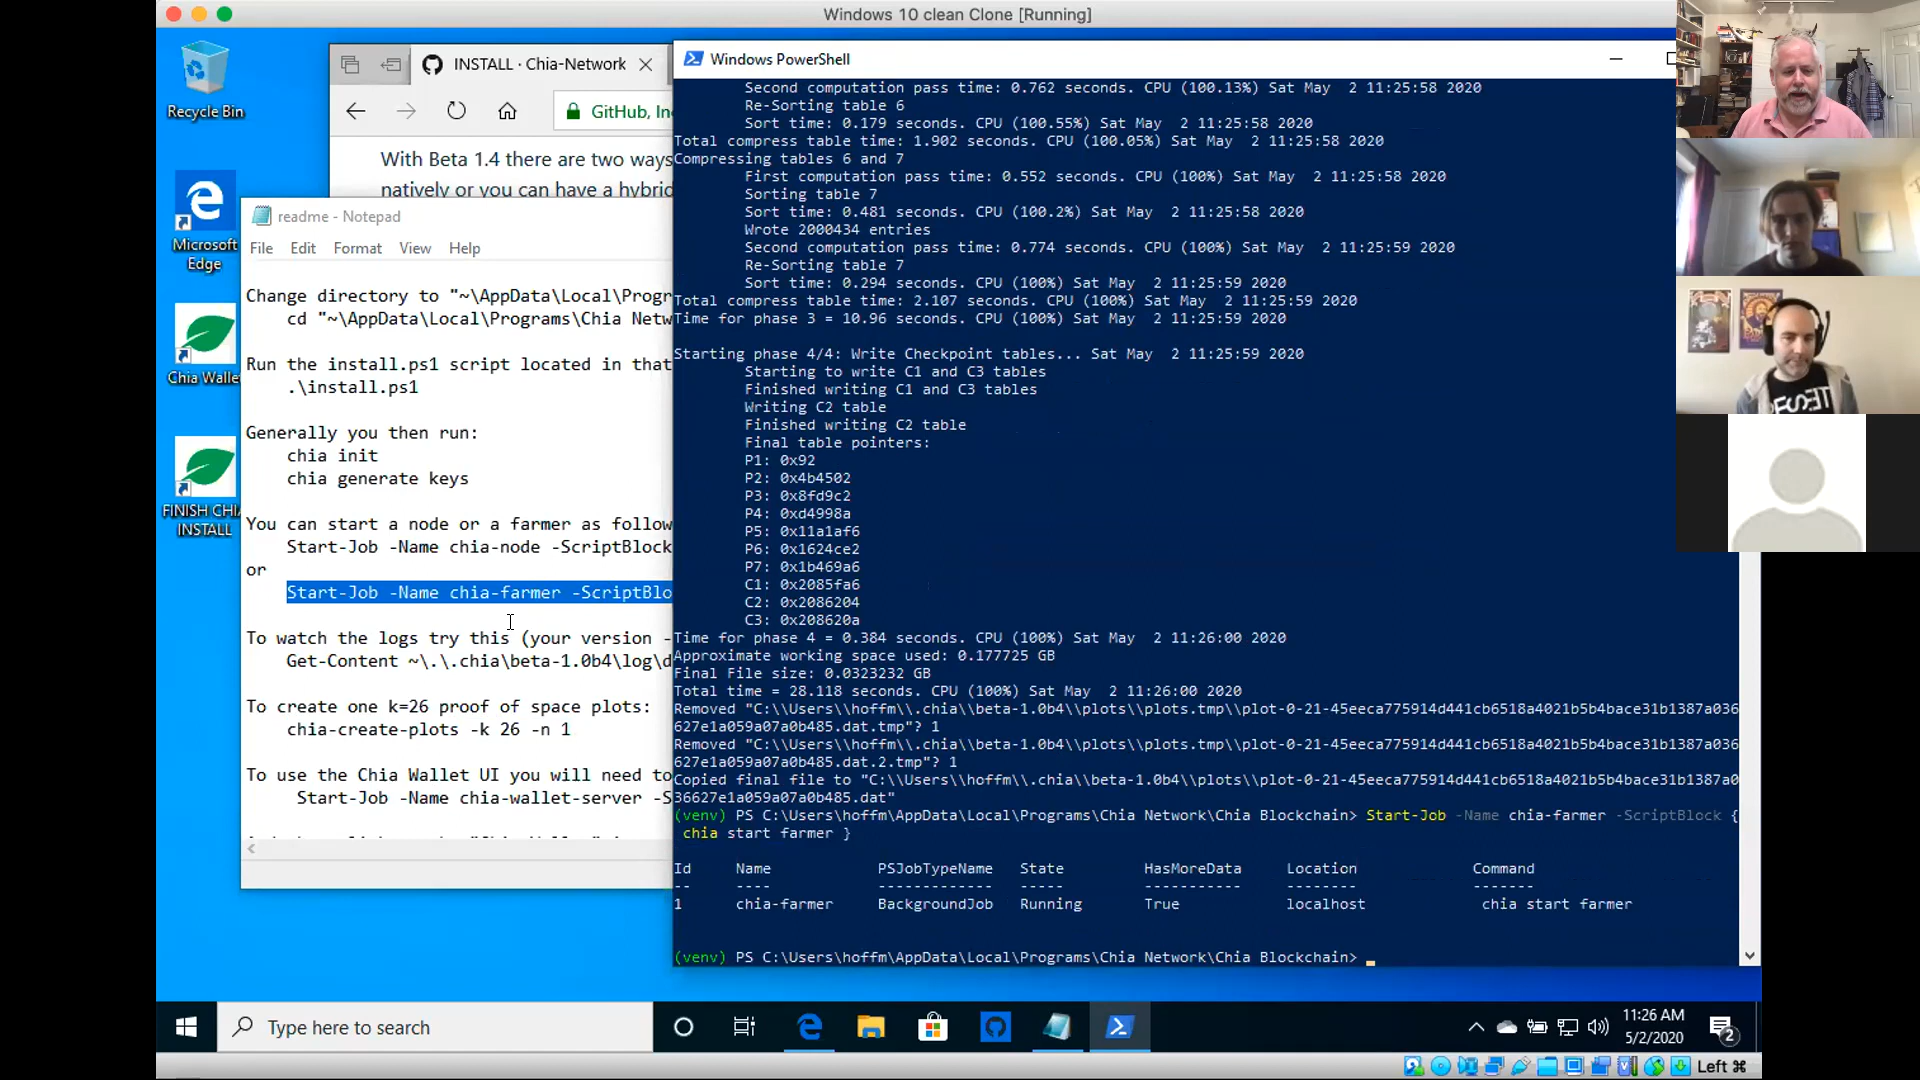 Windows 10 clean Clone [Running]
Recycle Bin
Microsoft
Edge
Chia Walle
FINISH CHI
INSTALL
INSTALL · Chia-Network
GitHub, In
With Beta 1.4 there are two ways
natively or you can have a hybrid
readme - Notepad
File Edit Format View Help
Change directory to "~\AppData\Local\Progr
cd "~\AppData\Local\Programs\Chia Netw
Run the install.ps1 script located in that
.\install.ps1
Generally you then run:
chia init
chia generate keys
You can start a node or a farmer as follow
Start-Job -Name chia-node -ScriptBlock
or
Start-Job -Name chia-farmer -ScriptBlo
To watch the logs try this (your version -
Get-Content ~\.\.chia\beta-1.0b4\log\d
To create one k=26 proof of space plots:
chia-create-plots -k 26 -n 1
To use the Chia Wallet UI you will need to
Start-Job -Name chia-wallet-server -S
Windows PowerShell
Second computation pass time: 0.762 seconds. CPU (100.13%) Sat May  2 11:25:58 2020
Re-Sorting table 6
Sort time: 0.179 seconds. CPU (100.55%) Sat May  2 11:25:58 2020
Total compress table time: 1.902 seconds. CPU (100.05%) Sat May  2 11:25:58 2020
Compressing tables 6 and 7
First computation pass time: 0.552 seconds. CPU (100%) Sat May  2 11:25:58 2020
Sorting table 7
Sort time: 0.481 seconds. CPU (100.2%) Sat May  2 11:25:58 2020
Wrote 2000434 entries
Second computation pass time: 0.774 seconds. CPU (100%) Sat May  2 11:25:59 2020
Re-Sorting table 7
Sort time: 0.294 seconds. CPU (100%) Sat May  2 11:25:59 2020
Total compress table time: 2.107 seconds. CPU (100%) Sat May  2 11:25:59 2020
Time for phase 3 = 10.96 seconds. CPU (100%) Sat May  2 11:25:59 2020
Starting phase 4/4: Write Checkpoint tables... Sat May  2 11:25:59 2020
Starting to write C1 and C3 tables
Finished writing C1 and C3 tables
Writing C2 table
Finished writing C2 table
Final table pointers:
P1: 0x92
P2: 0x4b4502
P3: 0x8fd9c2
P4: 0xd4998a
P5: 0x11a1af6
P6: 0x1624ce2
P7: 0x1b469a6
C1: 0x2085fa6
C2: 0x2086204
C3: 0x208620a
Time for phase 4 = 0.384 seconds. CPU (100%) Sat May  2 11:26:00 2020
Approximate working space used: 0.177725 GB
Final File size: 0.0323232 GB
Total time = 28.118 seconds. CPU (100%) Sat May  2 11:26:00 2020
Removed "C:\\Users\\hoffm\\.chia\\beta-1.0b4\\plots\\plots.tmp\\plot-0-21-45eeca775914d441cb6518a4021b5b4bace31b1387a036
627e1a059a07a0b485.dat.tmp"? 1
Removed "C:\\Users\\hoffm\\.chia\\beta-1.0b4\\plots\\plots.tmp\\plot-0-21-45eeca775914d441cb6518a4021b5b4bace31b1387a036
627e1a059a07a0b485.dat.2.tmp"? 1
Copied final file to "C:\\Users\\hoffm\\.chia\\beta-1.0b4\\plots\\plot-0-21-45eeca775914d441cb6518a4021b5b4bace31b1387a0
36627e1a059a07a0b485.dat"
(venv) PS C:\Users\hoffm\AppData\Local\Programs\Chia Network\Chia Blockchain> Start-Job -Name chia-farmer -ScriptBlock {
chia start farmer }
Id Name PSJobTypeName State HasMoreData Location Command
-- ---- ------------- ----- ----------- -------- -------
1 chia-farmer BackgroundJob Running True localhost chia start farmer
(venv) PS C:\Users\hoffm\AppData\Local\Programs\Chia Network\Chia Blockchain>
Type here to search
11:26 AM
5/2/2020
2
Left ⌘